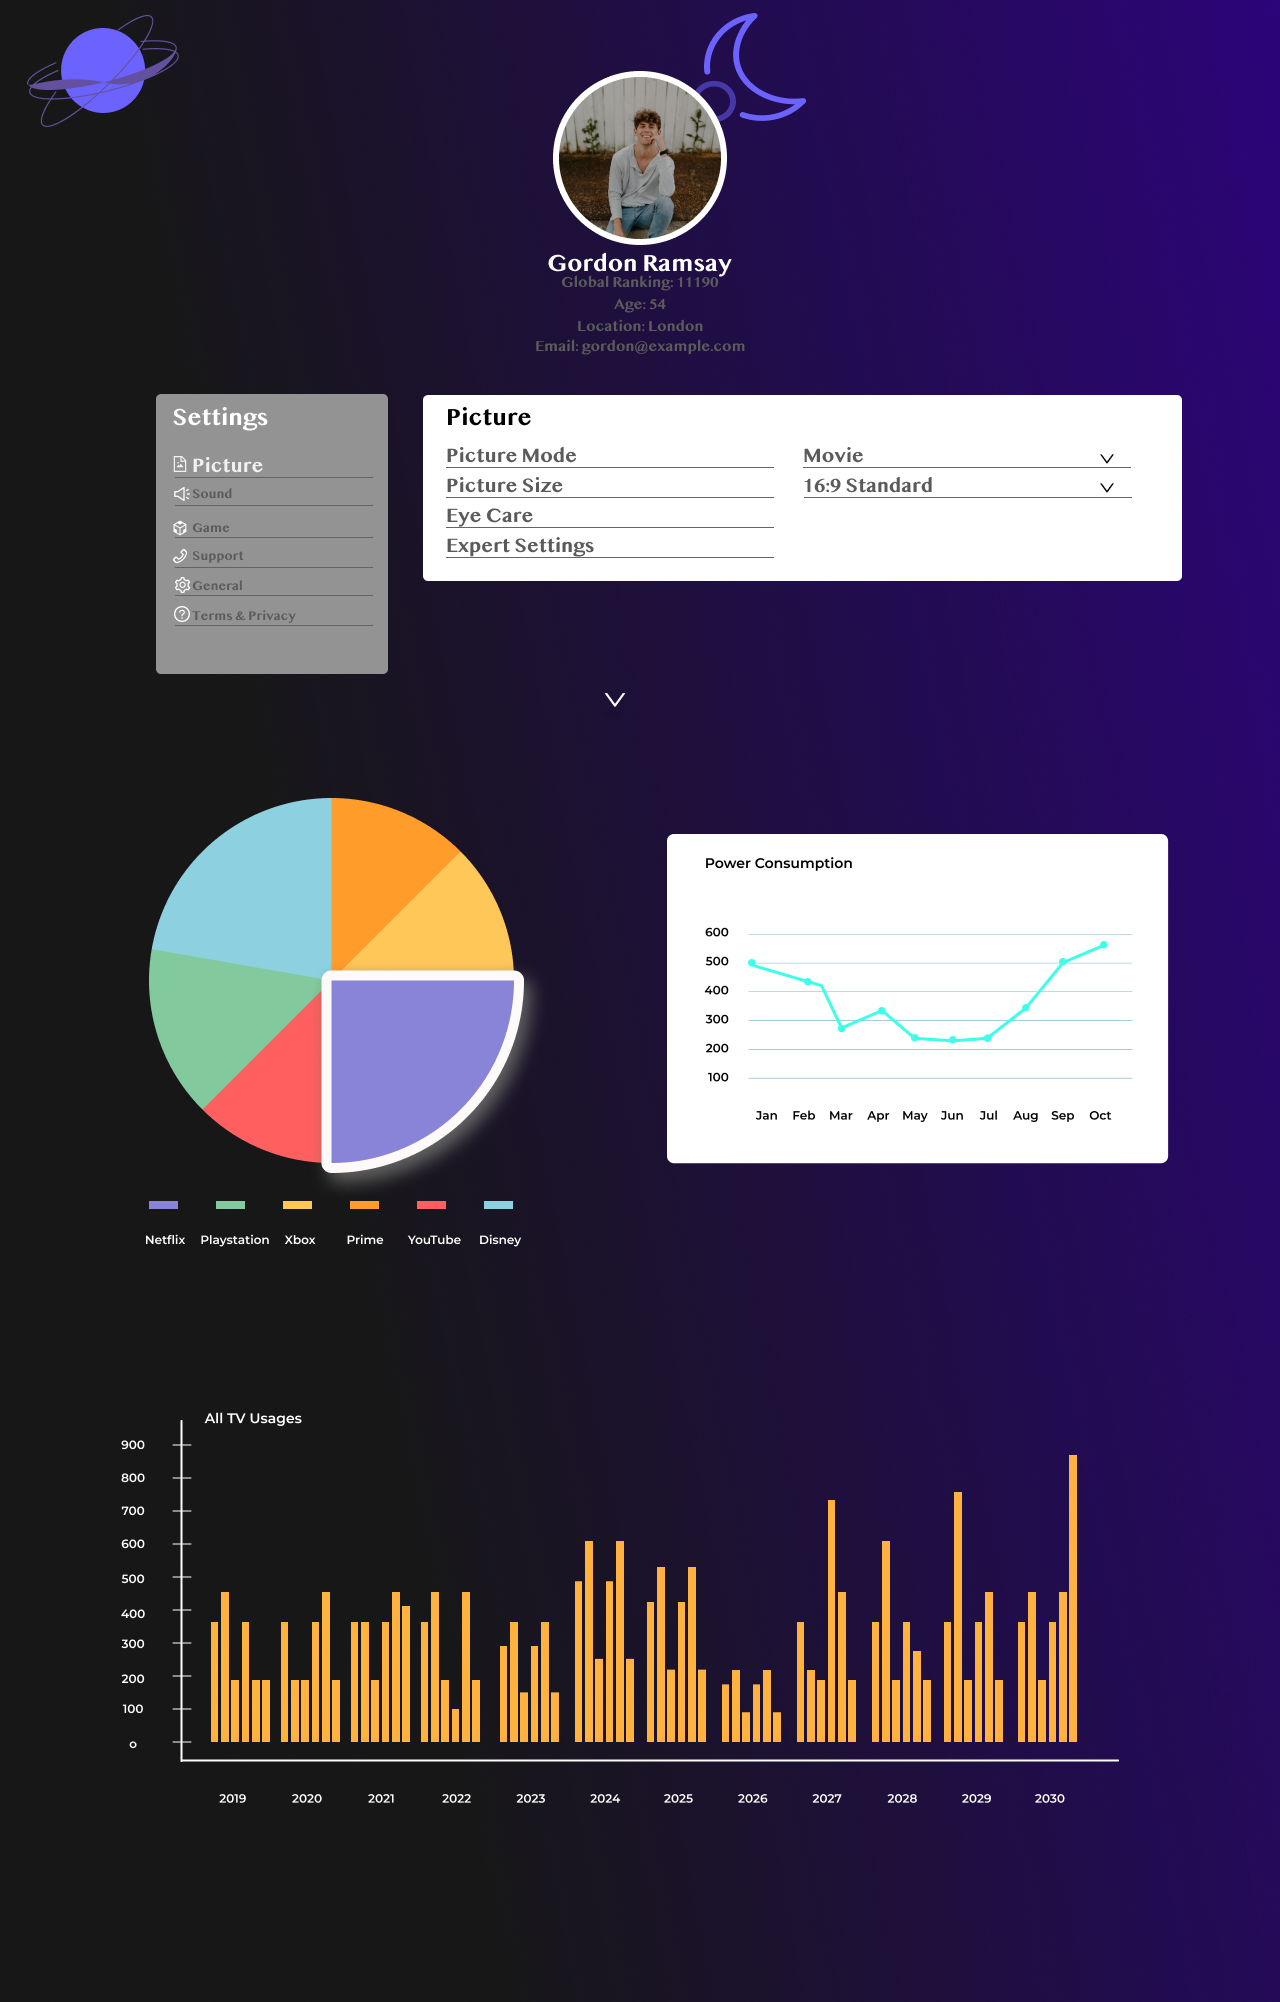 Gordon Ramsay
Global Ranking: 11190
Age: 54
Location: London
Email: gordon@example.com
Settings
Picture
Sound
Game
Support
General
Terms & Privacy
Picture
Picture Mode
Movie
Picture Size
16:9 Standard
Eye Care
Expert Settings
Netflix Playstation Xbox Prime YouTube Disney
Power Consumption
600
500
400
300
200
100
Jan Feb Mar Apr May Jun Jul Aug Sep Oct
All TV Usages
900
800
700
600
500
400
300
200
100
0
2019 2020 2021 2022 2023 2024 2025 2026 2027 2028 2029 2030